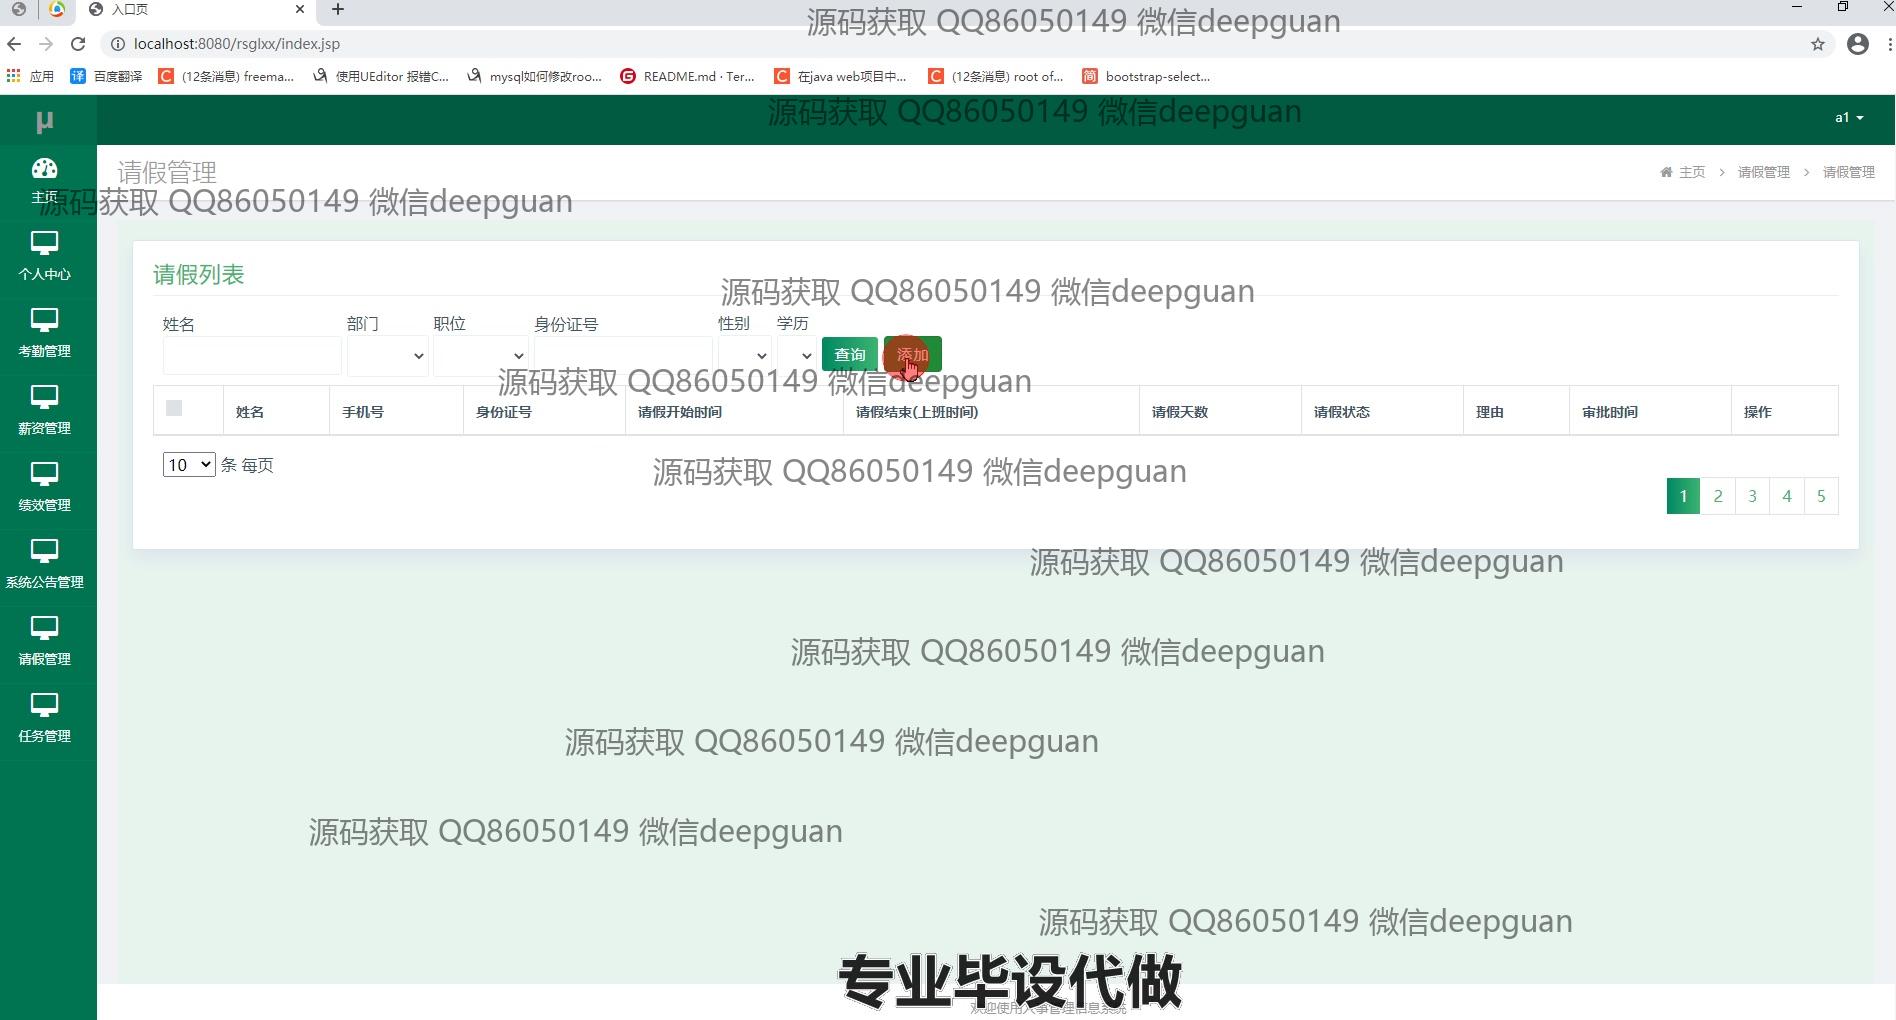 入口页
localhost:8080/rsglxx/index.jsp
应用 译 百度翻译 (12条消息) freema... 使用UEditor 报错C... mysql如何修改roo... README.md · Ter... 在java web项目中... (12条消息) root of... 简 bootstrap-select...
源码获取 QQ86050149 微信deepguan
源码获取 QQ86050149 微信deepguan
μ
a1
请假管理
主页 > 请假管理 > 请假管理
源码获取 QQ86050149 微信deepguan
主页
个人中心
考勤管理
薪资管理
绩效管理
系统公告管理
请假管理
任务管理
请假列表
源码获取 QQ86050149 微信deepguan
姓名 部门 职位 身份证号 性别 学历
查询 添加
源码获取 QQ86050149 微信deepguan
姓名 手机号 身份证号 请假开始时间 请假结束(上班时间) 请假天数 请假状态 理由 审批时间 操作
10 条 每页
源码获取 QQ86050149 微信deepguan
1 2 3 4 5
源码获取 QQ86050149 微信deepguan
源码获取 QQ86050149 微信deepguan
源码获取 QQ86050149 微信deepguan
源码获取 QQ86050149 微信deepguan
源码获取 QQ86050149 微信deepguan
专业毕设代做
欢迎使用人事管理信息系统